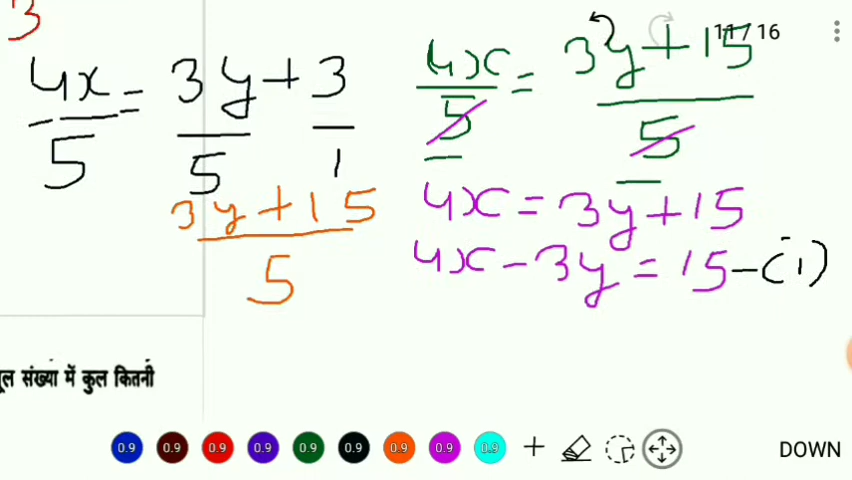 3
4x/5 = 3y/5 + 3/1
3y+15/5
4x/5 = 3y+15/5
4x = 3y+15
4x-3y = 15-(i)
11/16
संख्या में कुल कितनी
0.9 0.9 0.9 0.9 0.9 0.9 0.9 0.9 0.9 +
DOWN